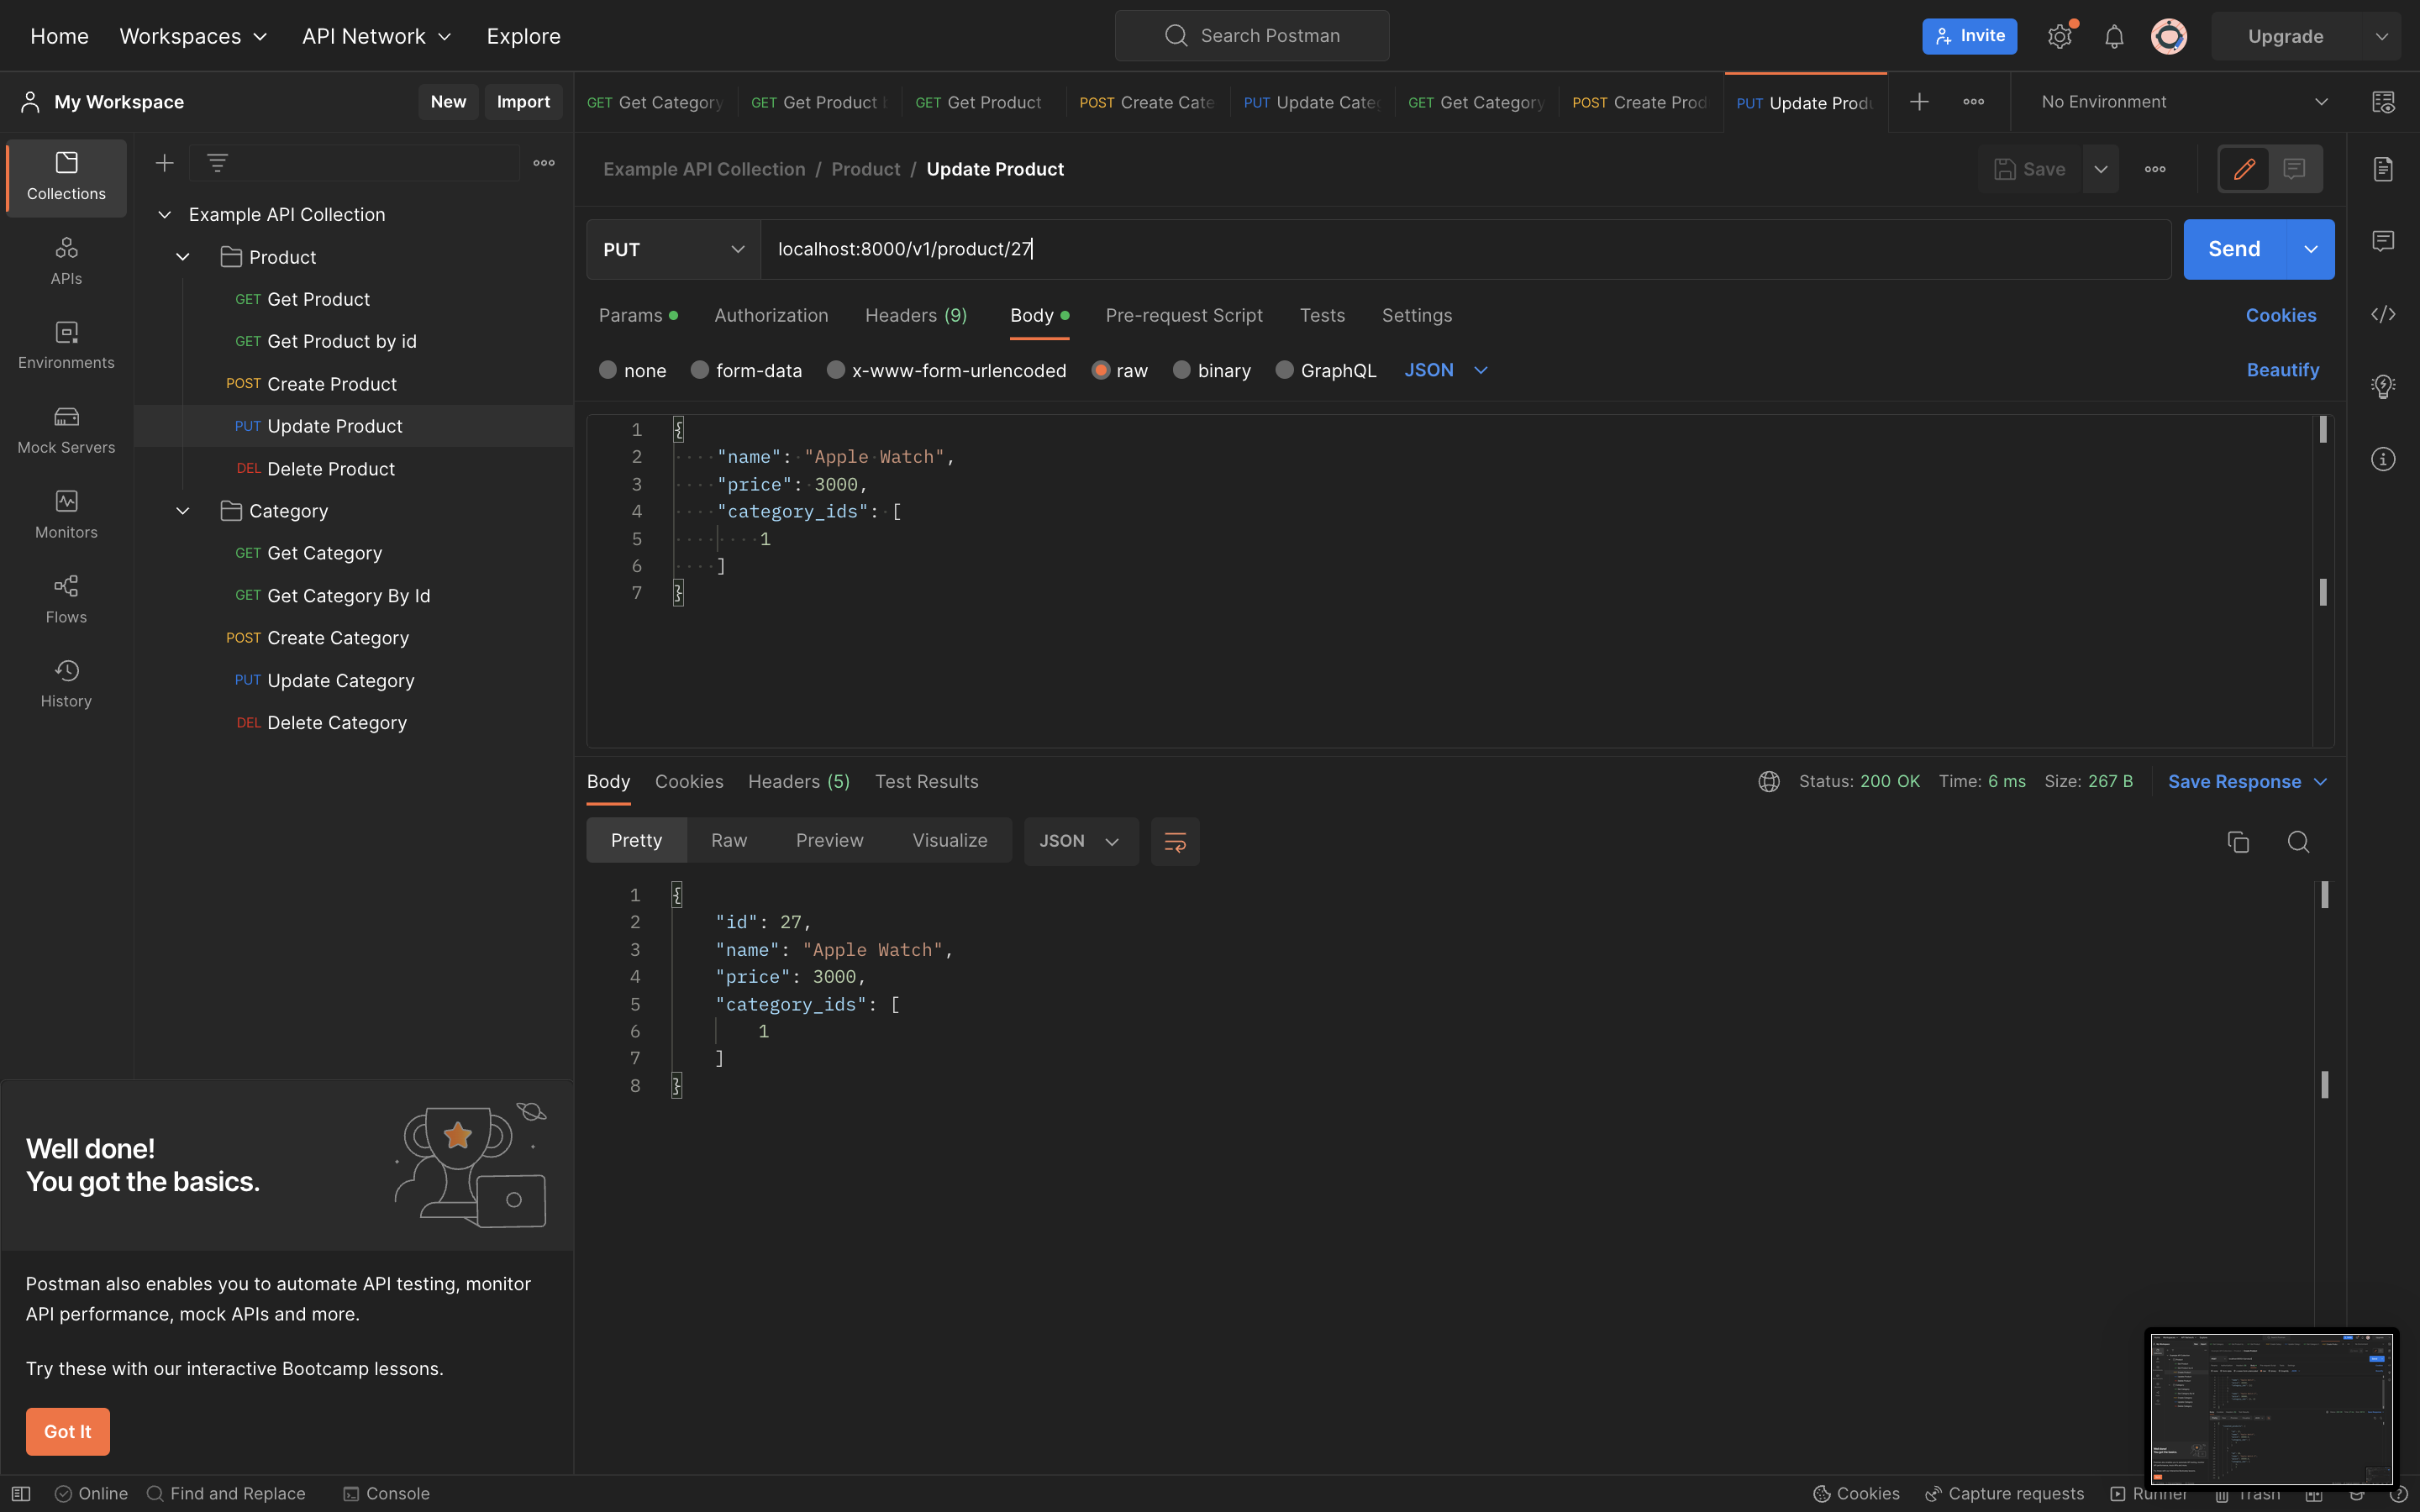 Home Workspaces API Network Explore Search Postman Invite Upgrade
My Workspace New Import
GET Get Category GET Get Product GET Get Product POST Create Cate PUT Update Cate GET Get Category POST Create Prod PUT Update Produ No Environment
Collections
APIs
Environments
Mock Servers
Monitors
Flows
History
Example API Collection
Product
GET Get Product
GET Get Product by id
POST Create Product
PUT Update Product
DEL Delete Product
Category
GET Get Category
GET Get Category By Id
POST Create Category
PUT Update Category
DEL Delete Category
Well done!
You got the basics.
Postman also enables you to automate API testing, monitor
API performance, mock APIs and more.
Try these with our interactive Bootcamp lessons.
Got It
Example API Collection / Product / Update Product Save
PUT localhost:8000/v1/product/27 Send
Params Authorization Headers (9) Body Pre-request Script Tests Settings Cookies
none form-data x-www-form-urlencoded raw binary GraphQL JSON Beautify
1 {
2 "name": "Apple Watch",
3 "price": 3000,
4 "category_ids": [
5 1
6 ]
7 }
Body Cookies Headers (5) Test Results Status: 200 OK Time: 6 ms Size: 267 B Save Response
Pretty Raw Preview Visualize JSON
1 {
2 "id": 27,
3 "name": "Apple Watch",
4 "price": 3000,
5 "category_ids": [
6 1
7 ]
8 }
Online Find and Replace Console Cookies Capture requests Runner Trash